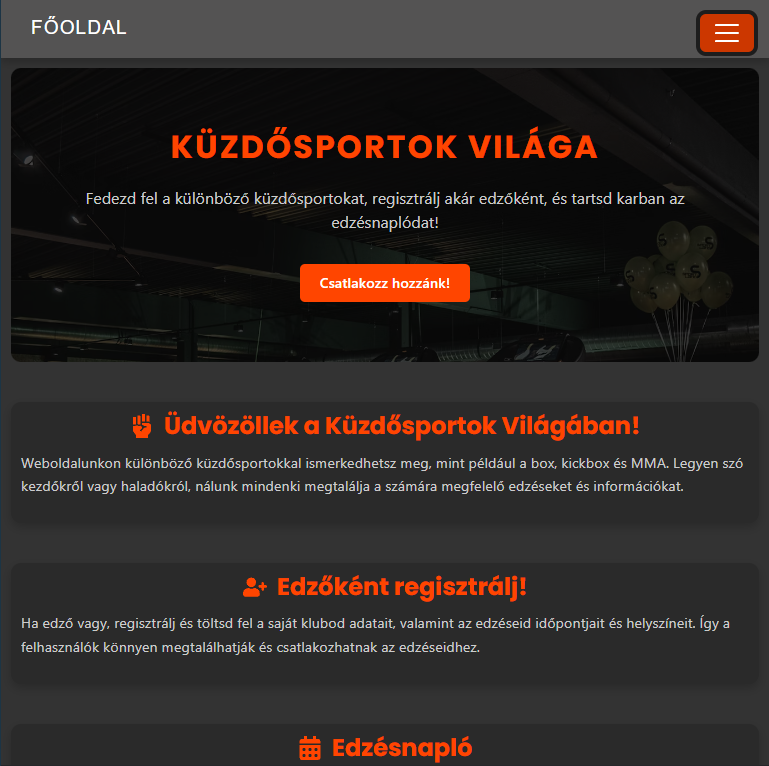 FŐOLDAL
KÜZDŐSPORTOK VILÁGA
Fedezd fel a különböző küzdősportokat, regisztrálj akár edzőként, és tartsd karban az
edzésnaplódat!
Csatlakozz hozzánk!
Üdvözöllek a Küzdősportok Világában!
Weboldalunkon különböző küzdősportokkal ismerkedhetsz meg, mint például a box, kickbox és MMA. Legyen szó
kezdőkről vagy haladókról, nálunk mindenki megtalálja a számára megfelelő edzéseket és információkat.
Edzőként regisztrálj!
Ha edző vagy, regisztrálj és töltsd fel a saját klubod adatait, valamint az edzéseid időpontjait és helyszíneit. Így a
felhasználók könnyen megtalálhatják és csatlakozhatnak az edzéseidhez.
Edzésnapló